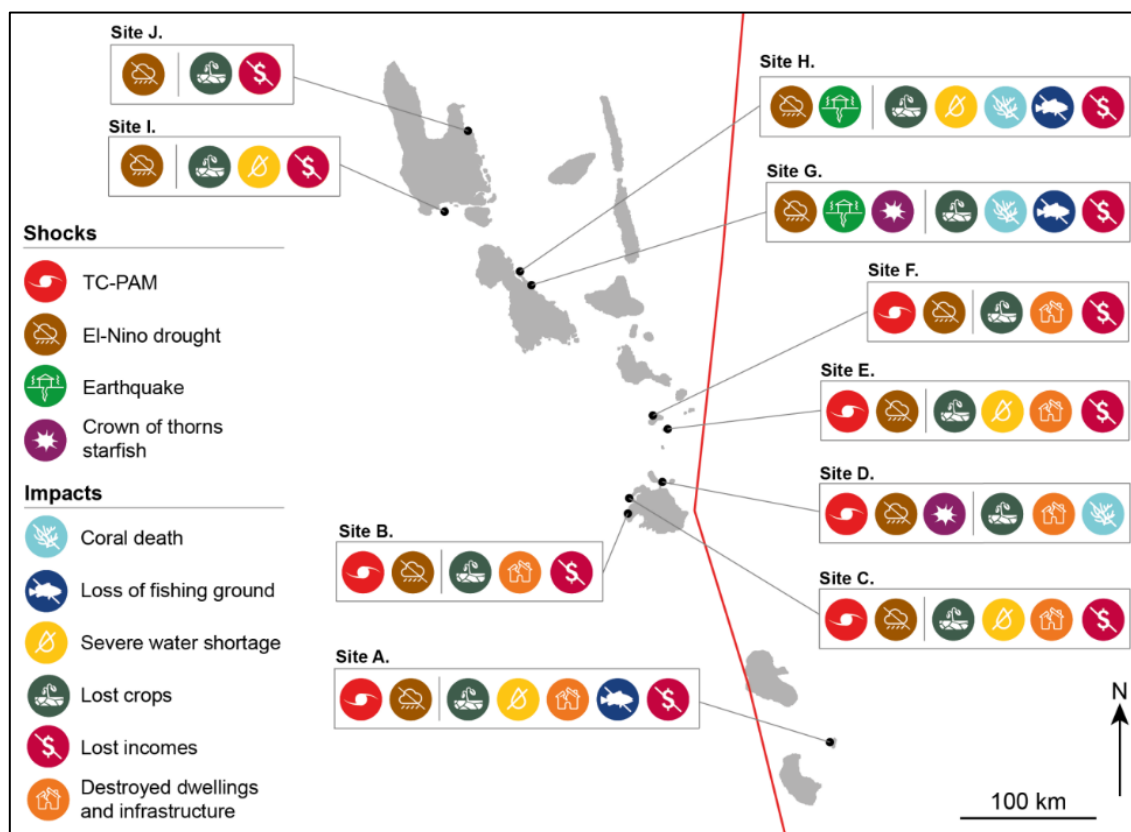 Site J.
Site I.
Site H.
Site G.
Site F.
Site E.
Site D.
Site C.
Site B.
Site A.
Shocks
TC-PAM
El-Nino drought
Earthquake
Crown of thorns
starfish
Impacts
Coral death
Loss of fishing ground
Severe water shortage
Lost crops
Lost incomes
Destroyed dwellings
and infrastructure
N
100 km